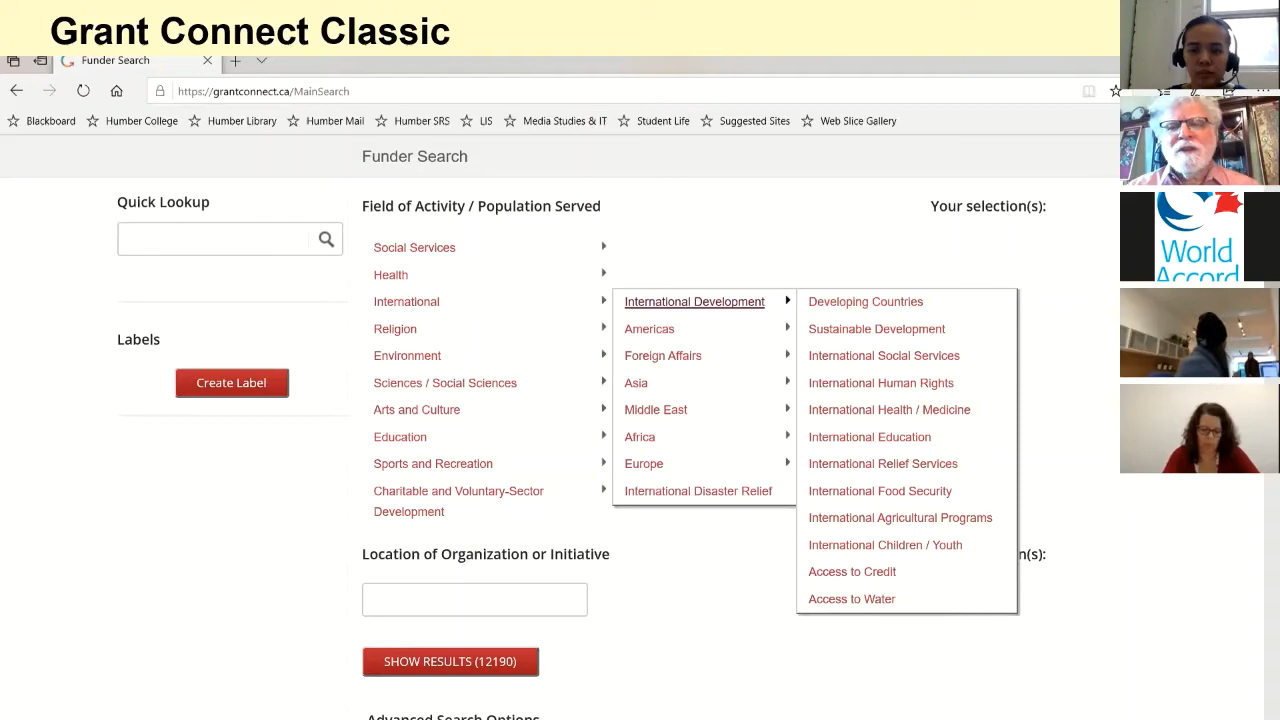 Grant Connect Classic
Funder Search
https://grantconnect.ca/MainSearch
Blackboard Humber College Humber Library Humber Mail Humber SRS LIS Media Studies & IT Student Life Suggested Sites Web Slice Gallery
Funder Search
Quick Lookup
Labels
Create Label
Field of Activity / Population Served
Your selection(s):
Social Services
Health
International
Religion
Environment
Sciences / Social Sciences
Arts and Culture
Education
Sports and Recreation
Charitable and Voluntary-Sector
Development
International Development
Americas
Foreign Affairs
Asia
Middle East
Africa
Europe
International Disaster Relief
Developing Countries
Sustainable Development
International Social Services
International Human Rights
International Health / Medicine
International Education
International Relief Services
International Food Security
International Agricultural Programs
International Children / Youth
Access to Credit
Access to Water
Location of Organization or Initiative
n(s):
SHOW RESULTS (12190)
Advanced Search Options
World
Accord